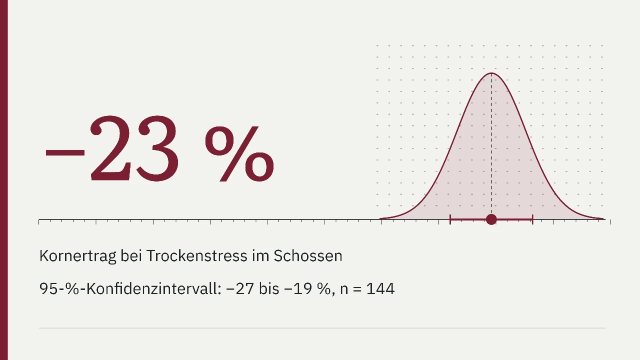 −23 %
Kornertrag bei Trockenstress im Schossen
95-%-Konfidenzintervall: −27 bis −19 %, n = 144